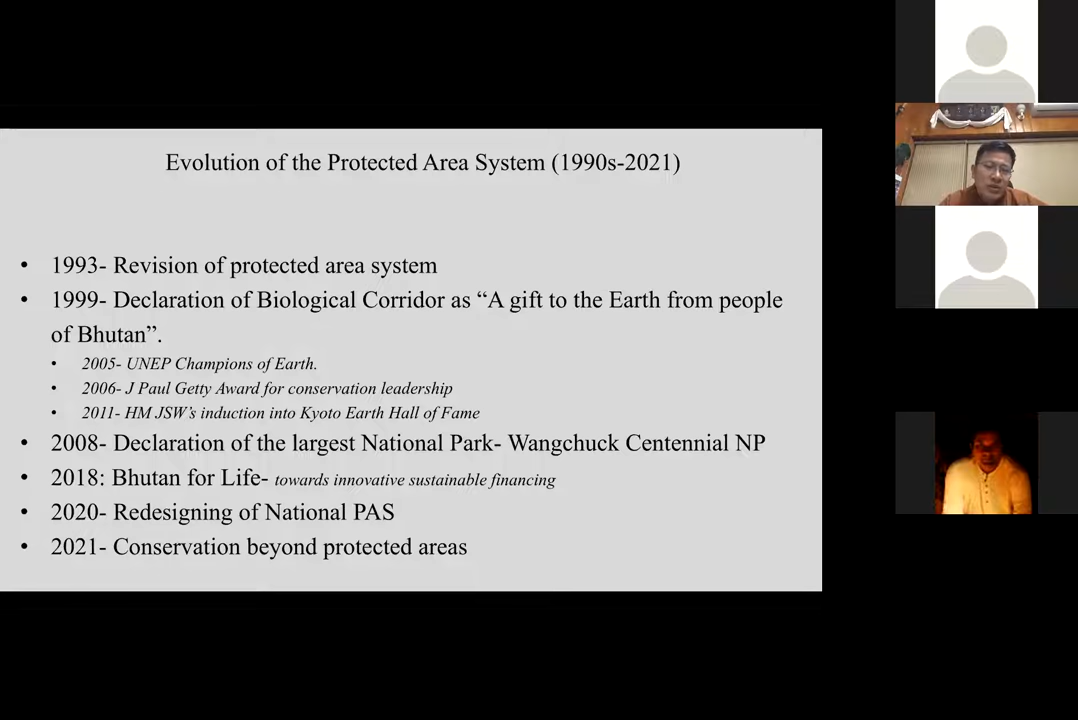 Evolution of the Protected Area System (1990s-2021)
• 1993- Revision of protected area system
• 1999- Declaration of Biological Corridor as “A gift to the Earth from people
of Bhutan”.
• 2005- UNEP Champions of Earth.
• 2006- J Paul Getty Award for conservation leadership
• 2011- HM JSW’s induction into Kyoto Earth Hall of Fame
• 2008- Declaration of the largest National Park- Wangchuck Centennial NP
• 2018: Bhutan for Life- towards innovative sustainable financing
• 2020- Redesigning of National PAS
• 2021- Conservation beyond protected areas